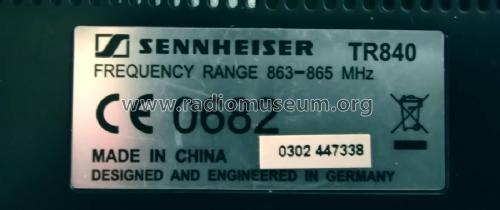 SENNHEISER TR840
FREQUENCY RANGE 863-865 MHz
www.radiomuseum.org
CE 0682
0302 447338
MADE IN CHINA
DESIGNED AND ENGINEERED IN GERMANY